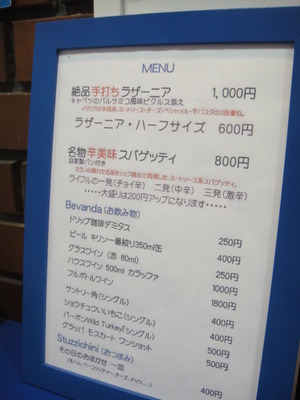 MENU
絶品手打ちラザーニア 1,000円
キャベツのバルサミコ風味ピクルス添え
ラザーニア・ハーフサイズ 600円
名物辛美味スパゲッティ 800円
自家製パン付き
ライフルの一発(チョイ辛) 二発(中辛) 三発(激辛)
*****大盛りは200円アップになります*****
Bevanda(お飲み物)
ドリップ珈琲デミタス 250円
ビール キリン一番絞り350ml缶 400円
グラスワイン(赤 80ml) 250円
ハウスワイン 500ml カラッファ 1000円
フルボトルワイン 1800円
サントリー角(シングル) 400円
ショウチュウいいちこ(シングル) 400円
バーボンWild Turkey(シングル) 500円
グラッパ モスカート ワンショット 500円
Stuzzichini(おつまみ)
その日のおまかせ 一皿 400円